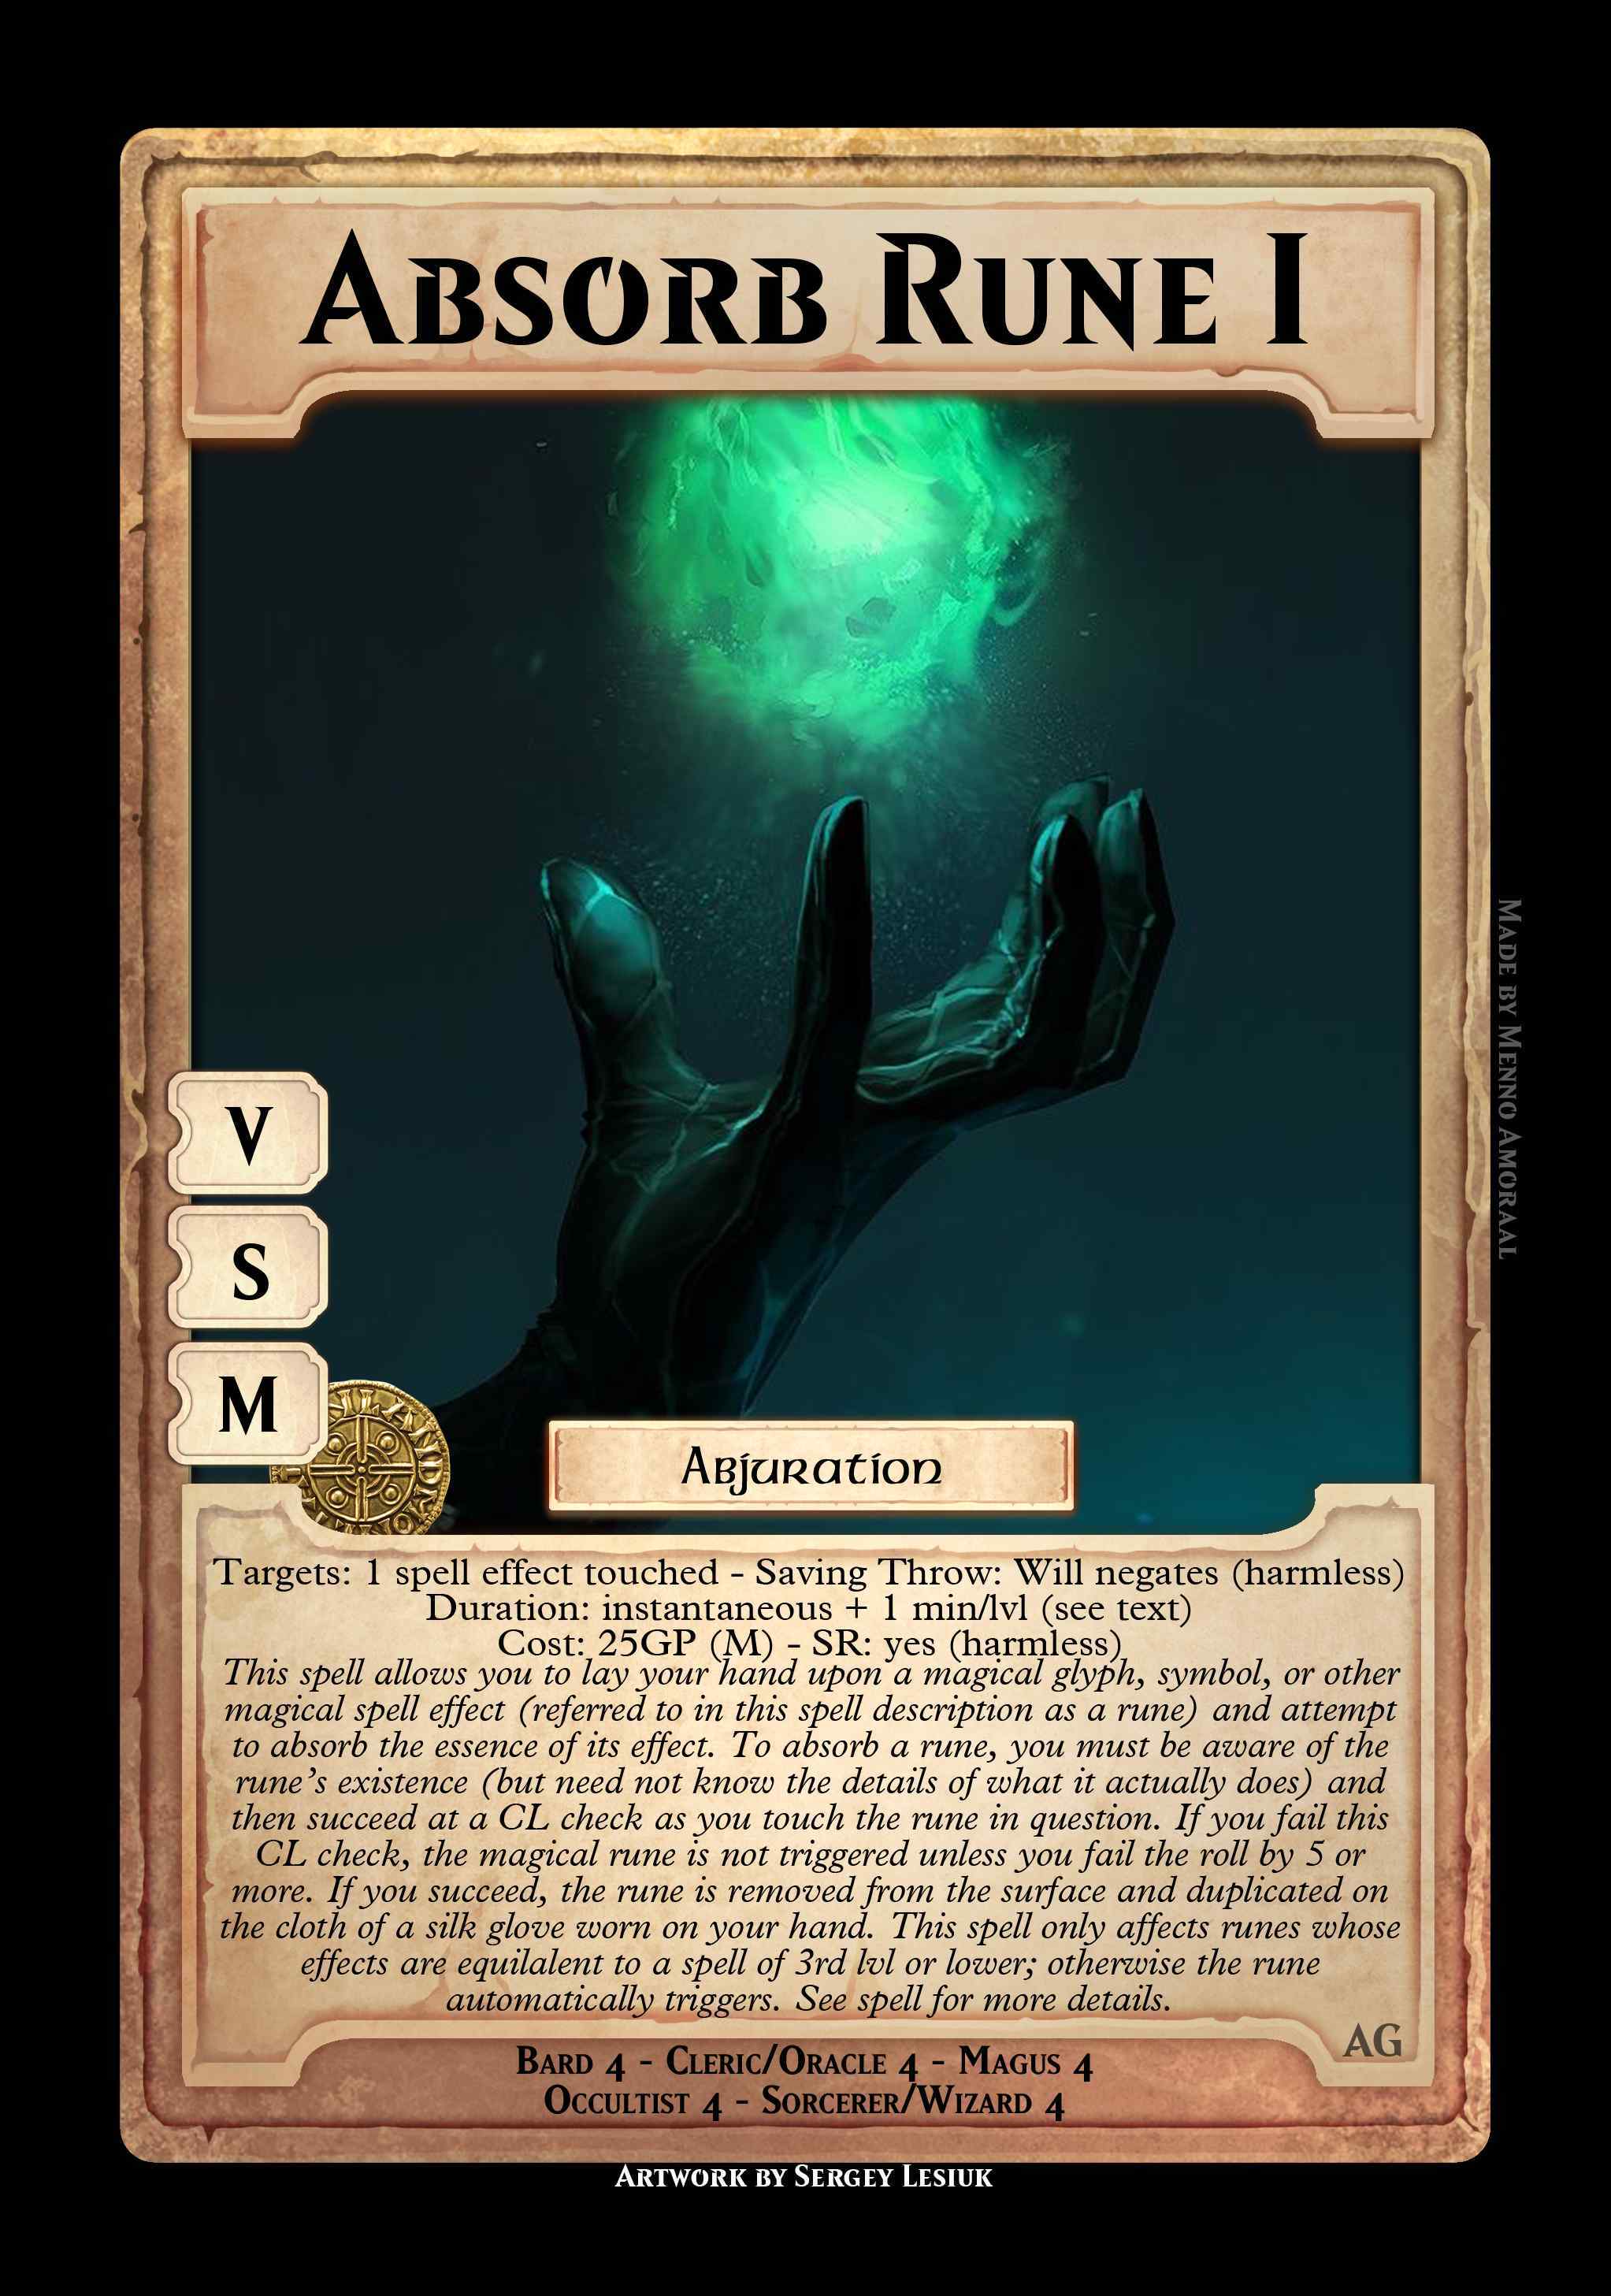 Absorb Rune I
V
S
M
Abjuration
Targets: 1 spell effect touched - Saving Throw: Will negates (harmless)
Duration: instantaneous + 1 min/lvl (see text)
Cost: 25GP (M) - SR: yes (harmless)
This spell allows you to lay your hand upon a magical glyph, symbol, or other
magical spell effect (referred to in this spell description as a rune) and attempt
to absorb the essence of its effect. To absorb a rune, you must be aware of the
rune's existence (but need not know the details of what it actually does) and
then succeed at a CL check as you touch the rune in question. If you fail this
CL check, the magical rune is not triggered unless you fail the roll by 5 or
more. If you succeed, the rune is removed from the surface and duplicated on
the cloth of a silk glove worn on your hand. This spell only affects runes whose
effects are equilalent to a spell of 3rd lvl or lower; otherwise the rune
automatically triggers. See spell for more details.
AG
Bard 4 - Cleric/Oracle 4 - Magus 4
Occultist 4 - Sorcerer/Wizard 4
Artwork by Sergey Lesiuk
Made by Menno Amoraal